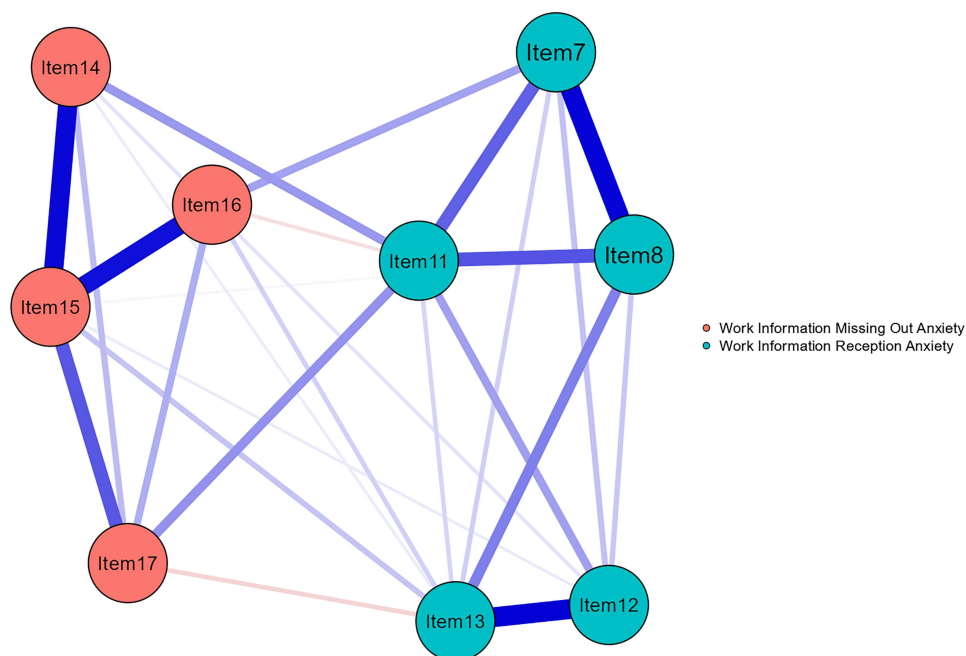 Item7
Item14
Item16
Item11
Item8
Item15
Work Information Missing Out Anxiety
Work Information Reception Anxiety
Item17
Item12
Item13